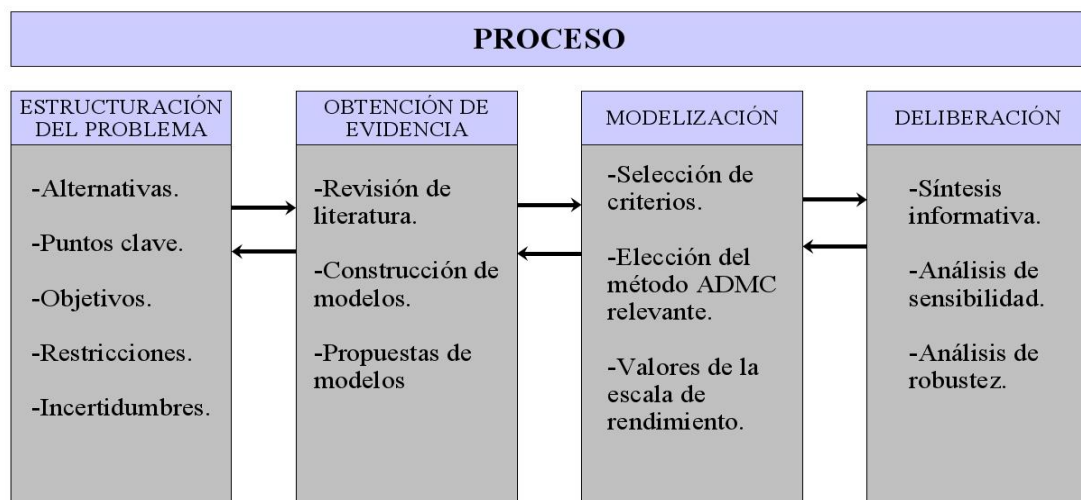 PROCESO
ESTRUCTURACIÓN
DEL PROBLEMA
-Alternativas.
-Puntos clave.
-Objetivos.
-Restricciones.
-Incertidumbres.
OBTENCIÓN DE
EVIDENCIA
-Revisión de
literatura.
-Construcción de
modelos.
-Propuestas de
modelos
MODELIZACIÓN
-Selección de
criterios.
-Elección del
método ADMC
relevante.
-Valores de la
escala de
rendimiento.
DELIBERACIÓN
-Síntesis
informativa.
-Análisis de
sensibilidad.
-Análisis de
robustez.